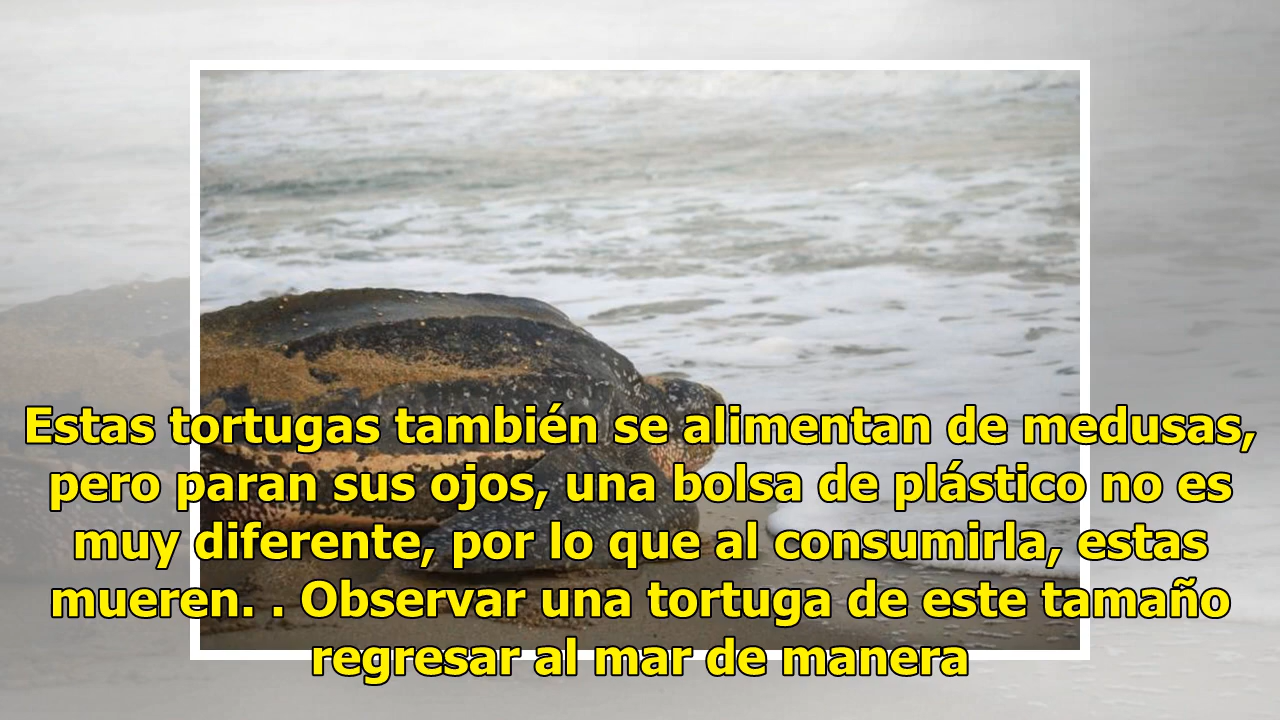 Estas tortugas también se alimentan de medusas,
pero paran sus ojos, una bolsa de plástico no es
muy diferente, por lo que al consumirla, estas
mueren. . Observar una tortuga de este tamaño
regresar al mar de manera